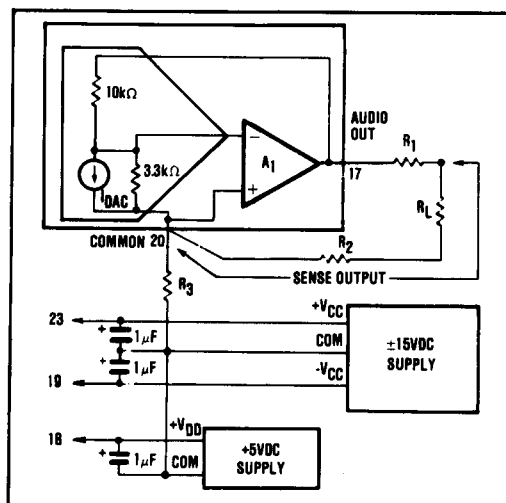 10kΩ
3.3kΩ
IDAC
A1
AUDIO
OUT
17
R1
RL
R2
COMMON 20
SENSE OUTPUT
R3
23
+VCC
+
1μF
COM
±15VDC
SUPPLY
+
1μF
19
-VCC
18
+VDD
+
1μF
COM
+5VDC
SUPPLY
−
+